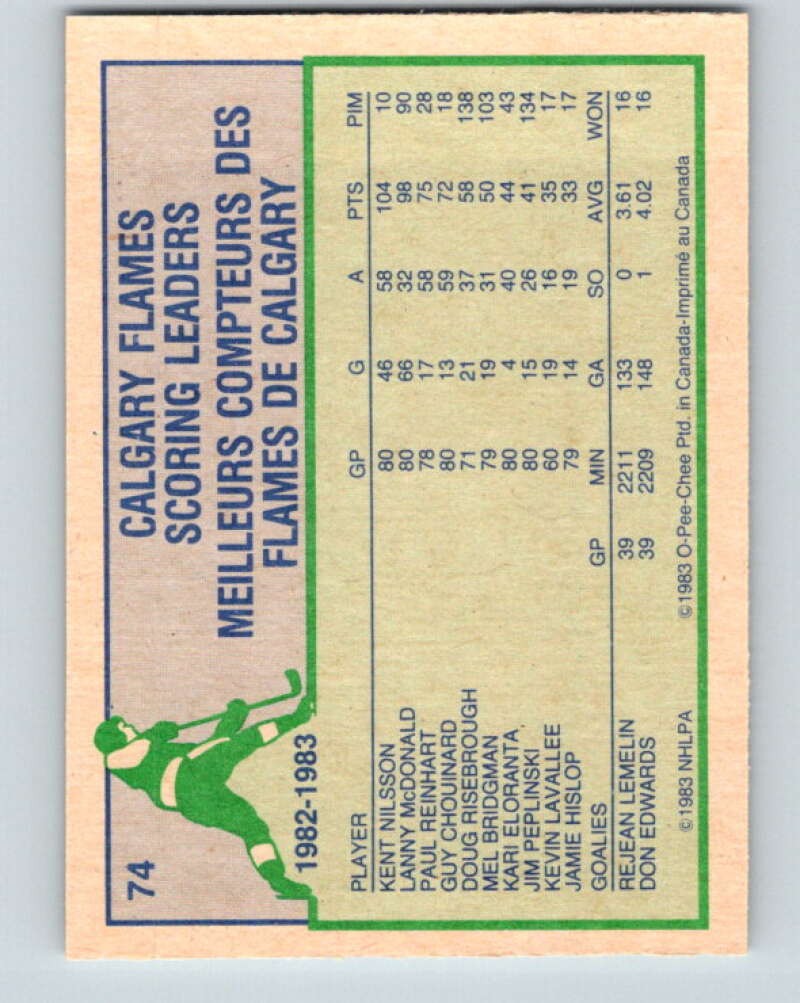 74
CALGARY FLAMES
SCORING LEADERS
MEILLEURS COMPTEURS DES
FLAMES DE CALGARY
1982-1983
PLAYER GP G A PTS PIM
KENT NILSSON 80 46 58 104 10
LANNY McDONALD 80 66 32 98 90
PAUL REINHART 78 17 58 75 28
GUY CHOUINARD 80 13 59 72 18
DOUG RISEBROUGH 71 21 37 58 138
MEL BRIDGMAN 79 19 31 50 103
KARI ELORANTA 80 4 40 44 43
JIM PEPLINSKI 80 15 26 41 134
KEVIN LAVALLEE 60 19 16 35 17
JAMIE HISLOP 79 14 19 33 17
GOALIES GP MIN GA SO AVG WON
REJEAN LEMELIN 39 2211 133 0 3.61 16
DON EDWARDS 39 2209 148 1 4.02 16
©1983 NHLPA ©1983 O-Pee-Chee Ptd. in Canada-Imprimé au Canada